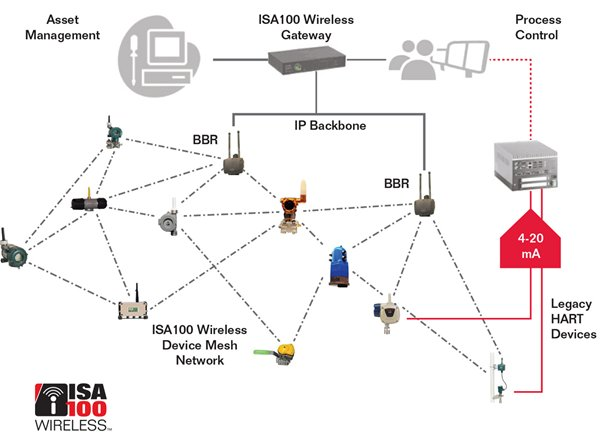 Asset
Management
ISA100 Wireless
Gateway
Process
Control
BBR
IP Backbone
BBR
4-20
mA
Legacy
HART
Devices
ISA100 Wireless
Device Mesh
Network
ISA
100
WIRELESS™